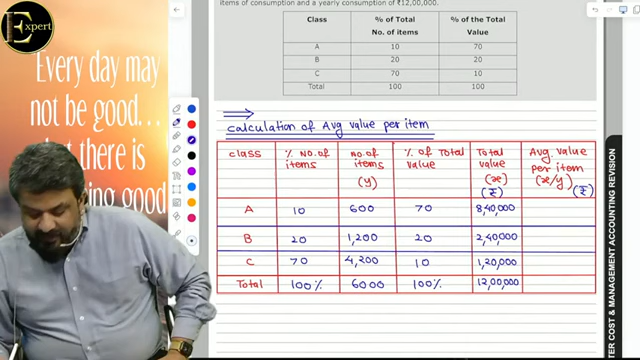 items of consumption and a yearly consumption of ₹12,00,000.
Class % of Total No. of items % of the Total Value
A 10 70
B 20 20
C 70 10
Total 100 100
Expert
Every day may
not be good...
there is
good
calculation of Avg value per item
class % No. of items No. of items (y) % of Total value Total value (x) (₹) Avg. value per item (x/y) (₹)
A 10 600 70 8,40,000
B 20 1,200 20 2,40,000
C 70 4,200 10 1,20,000
Total 100% 6000 100% 12,00,000
TER COST & MANAGEMENT ACCOUNTING REVISION